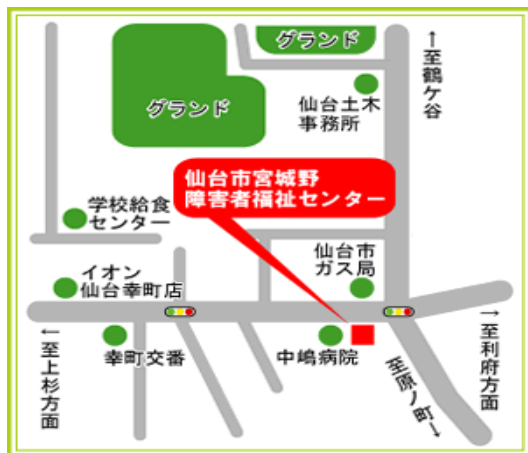 グランド
グランド
↑至鶴ケ谷
仙台土木
事務所
仙台市宮城野
障害者福祉センター
学校給食
センター
仙台市
ガス局
イオン
仙台幸町店
←至上杉方面
幸町交番
中嶋病院
至原ノ町→
→至利府方面